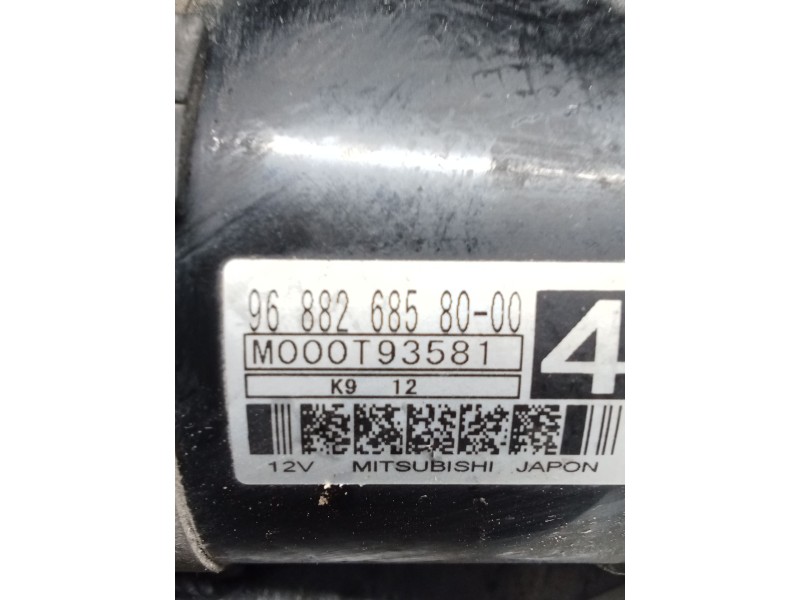 96 882 685 80-00
M000T93581
4
K9 12
12V MITSUBISHI JAPON